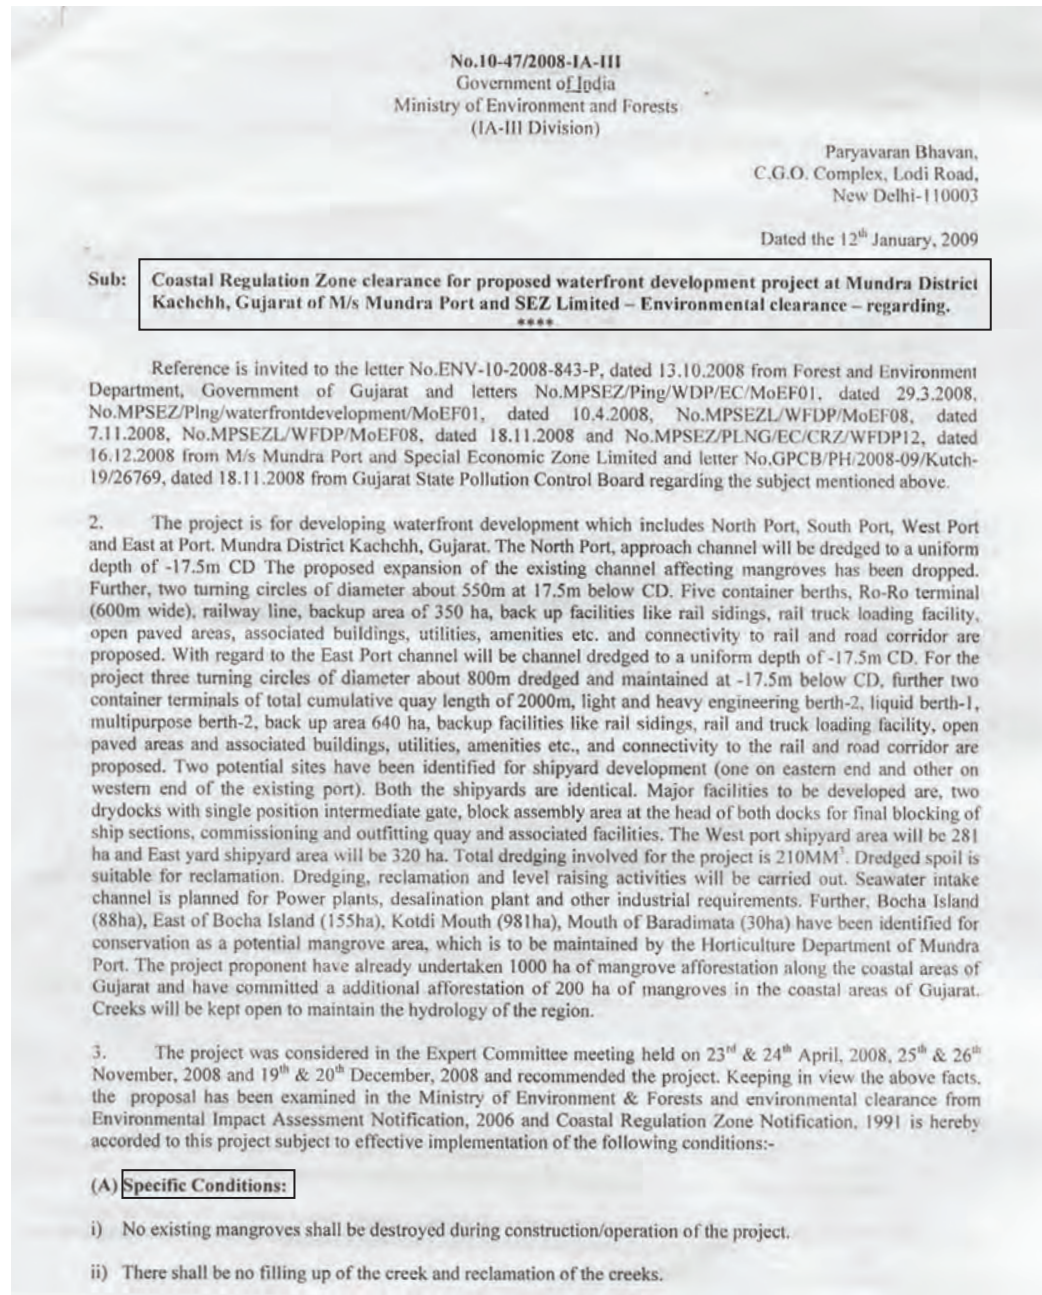 No.10-47/2008-IA-III
Government of India
Ministry of Environment and Forests
(IA-III Division)
Paryavaran Bhavan,
C.G.O. Complex, Lodi Road,
New Delhi-110003
Dated the 12th January, 2009
Sub: Coastal Regulation Zone clearance for proposed waterfront development project at Mundra District
Kachchh, Gujarat of M/s Mundra Port and SEZ Limited – Environmental clearance – regarding.
****
Reference is invited to the letter No.ENV-10-2008-843-P, dated 13.10.2008 from Forest and Environment
Department, Government of Gujarat and letters No.MPSEZ/Ping/WDP/EC/MoEF01, dated 29.3.2008,
No.MPSEZ/Plng/waterfrontdevelopment/MoEF01, dated 10.4.2008, No.MPSEZL/WFDP/MoEF08, dated
7.11.2008, No.MPSEZL/WFDP/MoEF08, dated 18.11.2008 and No.MPSEZ/PLNG/EC/CRZ/WFDP12, dated
16.12.2008 from M/s Mundra Port and Special Economic Zone Limited and letter No.GPCB/PH/2008-09/Kutch-
19/26769, dated 18.11.2008 from Gujarat State Pollution Control Board regarding the subject mentioned above.
2. The project is for developing waterfront development which includes North Port, South Port, West Port
and East at Port. Mundra District Kachchh, Gujarat. The North Port, approach channel will be dredged to a uniform
depth of -17.5m CD The proposed expansion of the existing channel affecting mangroves has been dropped.
Further, two turning circles of diameter about 550m at 17.5m below CD. Five container berths, Ro-Ro terminal
(600m wide), railway line, backup area of 350 ha, back up facilities like rail sidings, rail truck loading facility,
open paved areas, associated buildings, utilities, amenities etc. and connectivity to rail and road corridor are
proposed. With regard to the East Port channel will be channel dredged to a uniform depth of -17.5m CD. For the
project three turning circles of diameter about 800m dredged and maintained at -17.5m below CD, further two
container terminals of total cumulative quay length of 2000m, light and heavy engineering berth-2, liquid berth-1,
multipurpose berth-2, back up area 640 ha, backup facilities like rail sidings, rail and truck loading facility, open
paved areas and associated buildings, utilities, amenities etc., and connectivity to the rail and road corridor are
proposed. Two potential sites have been identified for shipyard development (one on eastern end and other on
western end of the existing port). Both the shipyards are identical. Major facilities to be developed are, two
drydocks with single position intermediate gate, block assembly area at the head of both docks for final blocking of
ship sections, commissioning and outfitting quay and associated facilities. The West port shipyard area will be 281
ha and East yard shipyard area will be 320 ha. Total dredging involved for the project is 210MM³. Dredged spoil is
suitable for reclamation. Dredging, reclamation and level raising activities will be carried out. Seawater intake
channel is planned for Power plants, desalination plant and other industrial requirements. Further, Bocha Island
(88ha), East of Bocha Island (155ha), Kotdi Mouth (981ha), Mouth of Baradimata (30ha) have been identified for
conservation as a potential mangrove area, which is to be maintained by the Horticulture Department of Mundra
Port. The project proponent have already undertaken 1000 ha of mangrove afforestation along the coastal areas of
Gujarat and have committed a additional afforestation of 200 ha of mangroves in the coastal areas of Gujarat.
Creeks will be kept open to maintain the hydrology of the region.
3. The project was considered in the Expert Committee meeting held on 23rd & 24th April, 2008, 25th & 26th
November, 2008 and 19th & 20th December, 2008 and recommended the project. Keeping in view the above facts,
the proposal has been examined in the Ministry of Environment & Forests and environmental clearance from
Environmental Impact Assessment Notification, 2006 and Coastal Regulation Zone Notification, 1991 is hereby
accorded to this project subject to effective implementation of the following conditions:-
(A) Specific Conditions:
i) No existing mangroves shall be destroyed during construction/operation of the project.
ii) There shall be no filling up of the creek and reclamation of the creeks.